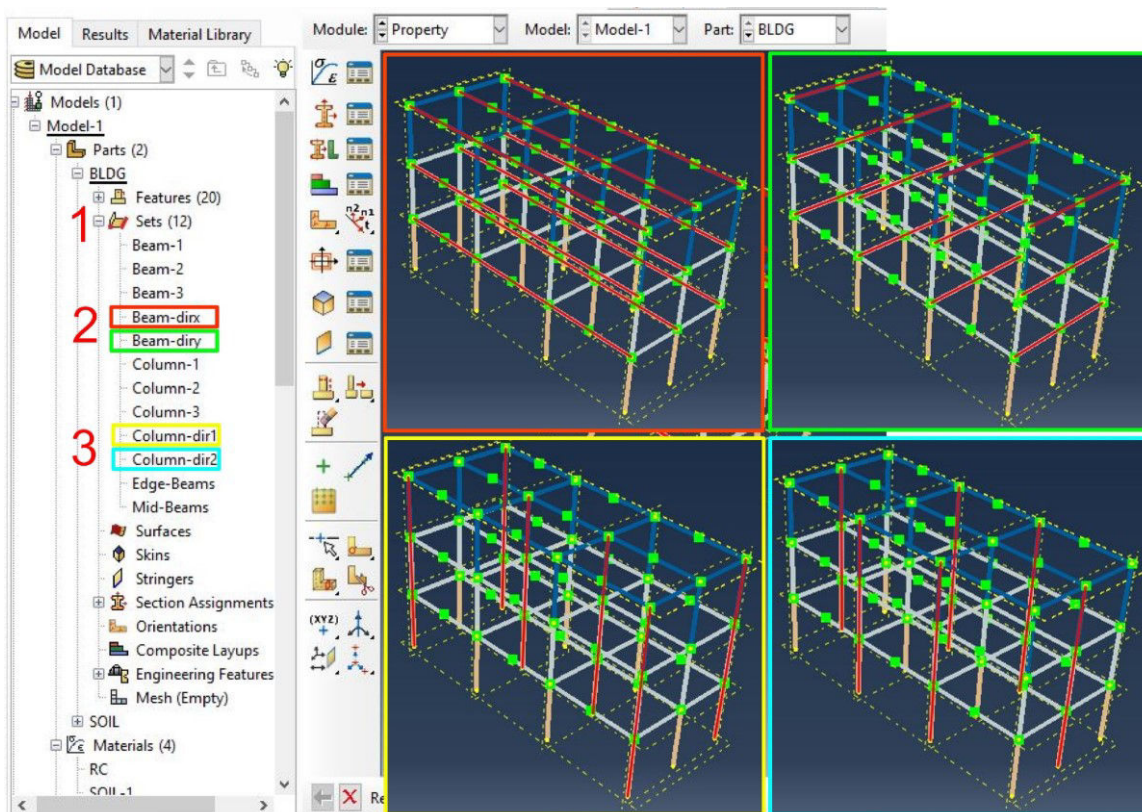 Model Results Material Library
Module: Property Model: Model-1 Part: BLDG
Model Database
Models (1)
Model-1
Parts (2)
BLDG
Features (20)
1
Sets (12)
Beam-1
Beam-2
Beam-3
2
Beam-dirx
Beam-diry
Column-1
Column-2
Column-3
3
Column-dir1
Column-dir2
Edge-Beams
Mid-Beams
Surfaces
Skins
Stringers
Section Assignments
Orientations
Composite Layups
Engineering Features
Mesh (Empty)
SOIL
Materials (4)
RC
SOIL-1
σ
ε
n2 n1
t
(XYZ)